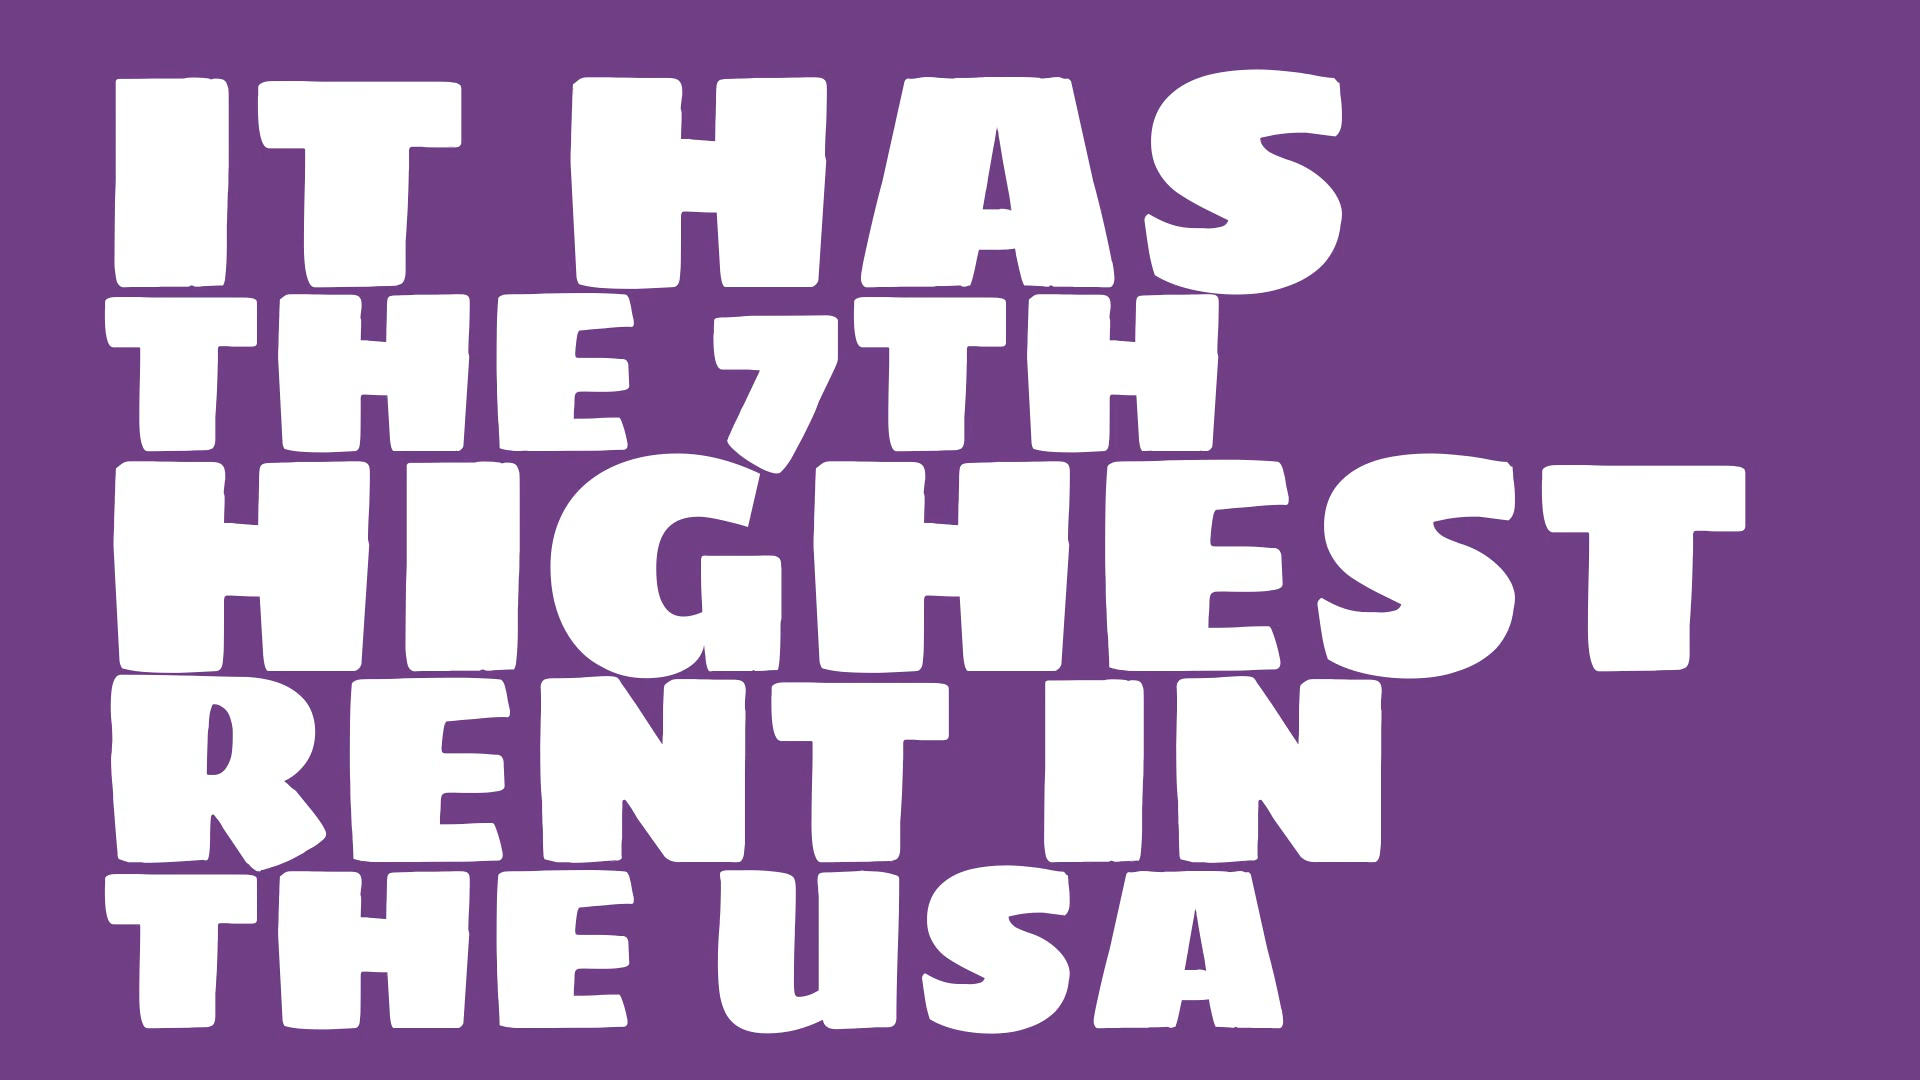 IT HAS
THE 7TH
HIGHEST
RENT IN
THE USA